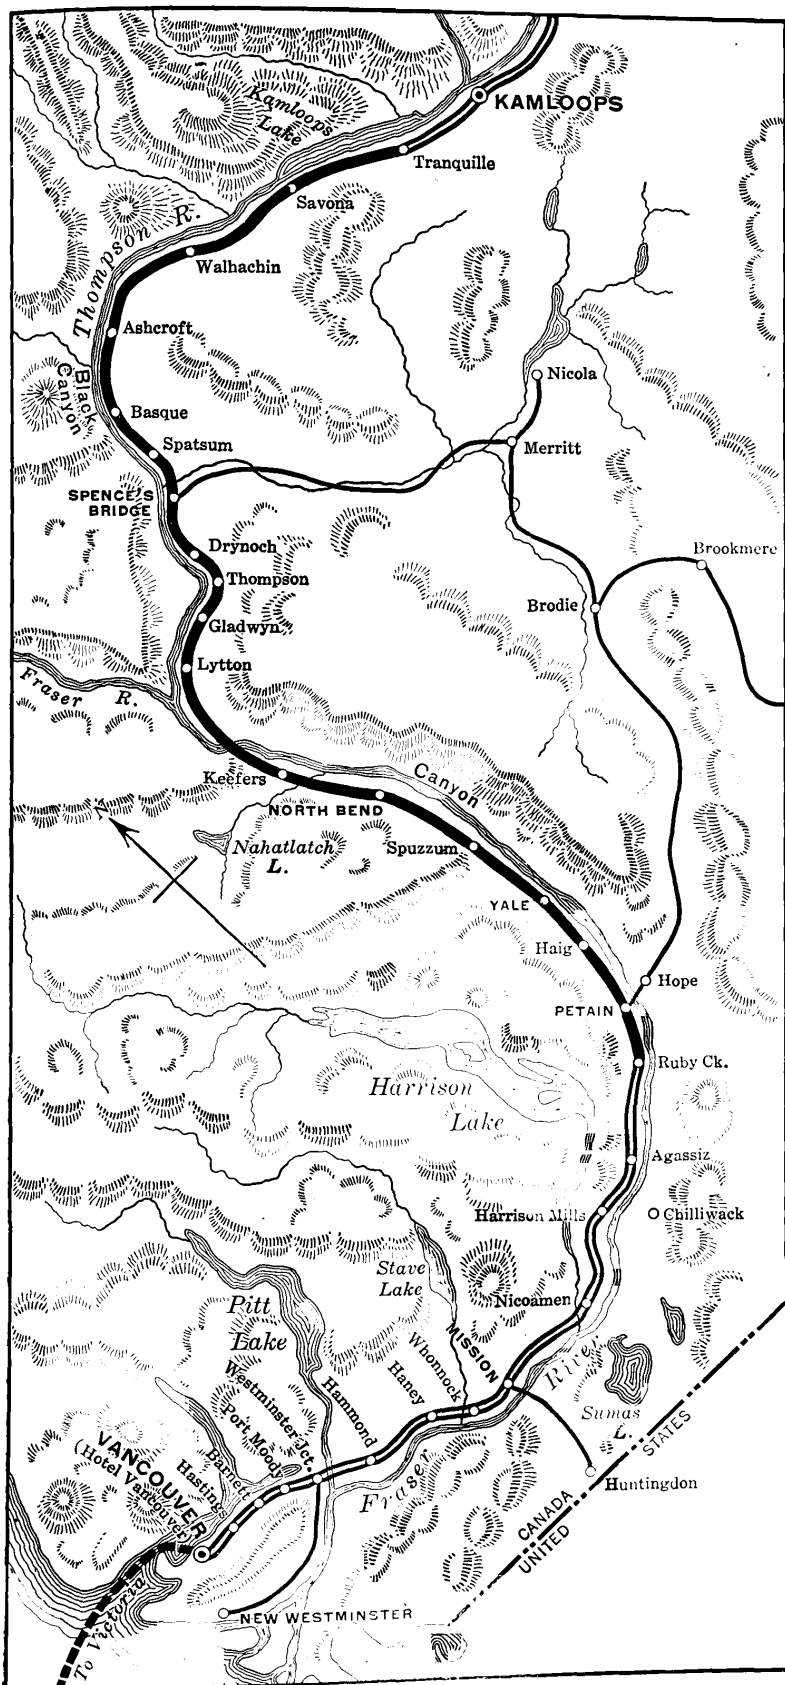 KAMLOOPS
Kamloops
Lake
Tranquille
Savona
Thompson R.
Walhachin
Ashcroft
Black
Canyon
Nicola
Basque
Merritt
Spatsum
SPENCE'S
BRIDGE
Drynoch
Brookmere
Thompson
Brodie
Gladwyn
Lytton
Fraser R.
Keefers
Canyon
N
NORTH BEND
Nahatlatch
L.
Spuzzum
YALE
Haig
Hope
PETAIN
Ruby Ck.
Harrison
Lake
Agassiz
Harrison Mills
Chilliwack
Stave
Lake
Nicoamen
Pitt
Lake
MISSION
River
Whonnock
Haney
Hammond
Westminster Jct.
Port Moody
Barnett
Hastings
VANCOUVER
(Hotel Vancouver)
Sumas
L.
Fraser
Huntingdon
CANADA
UNITED STATES
NEW WESTMINSTER
To Victoria